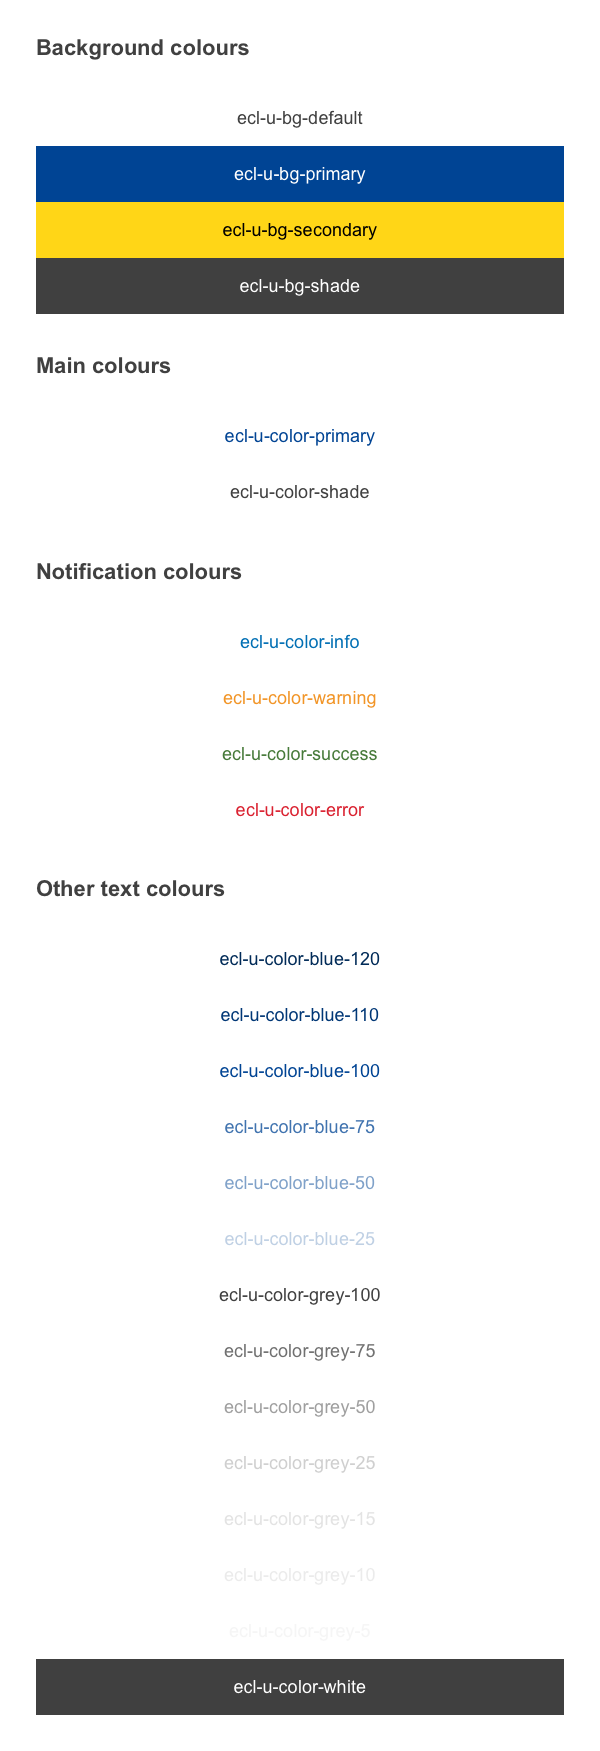 Background colours
ecl-u-bg-default
ecl-u-bg-primary
ecl-u-bg-secondary
ecl-u-bg-shade
Main colours
ecl-u-color-primary
ecl-u-color-shade
Notification colours
ecl-u-color-info
ecl-u-color-warning
ecl-u-color-success
ecl-u-color-error
Other text colours
ecl-u-color-blue-120
ecl-u-color-blue-110
ecl-u-color-blue-100
ecl-u-color-blue-75
ecl-u-color-blue-50
ecl-u-color-blue-25
ecl-u-color-grey-100
ecl-u-color-grey-75
ecl-u-color-grey-50
ecl-u-color-grey-25
ecl-u-color-grey-15
ecl-u-color-grey-10
ecl-u-color-grey-5
ecl-u-color-white